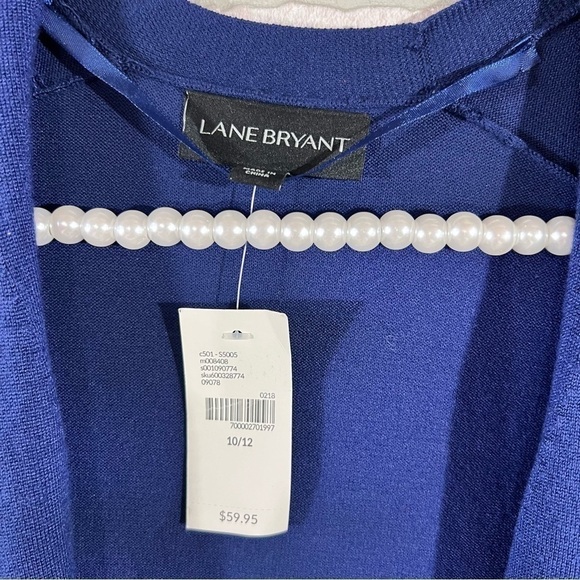 LANE BRYANT
MADE IN
CHINA
c501 - 55005
m008408
s001090774
sku600328774
09078
0218
700002701997
10/12
$59.95